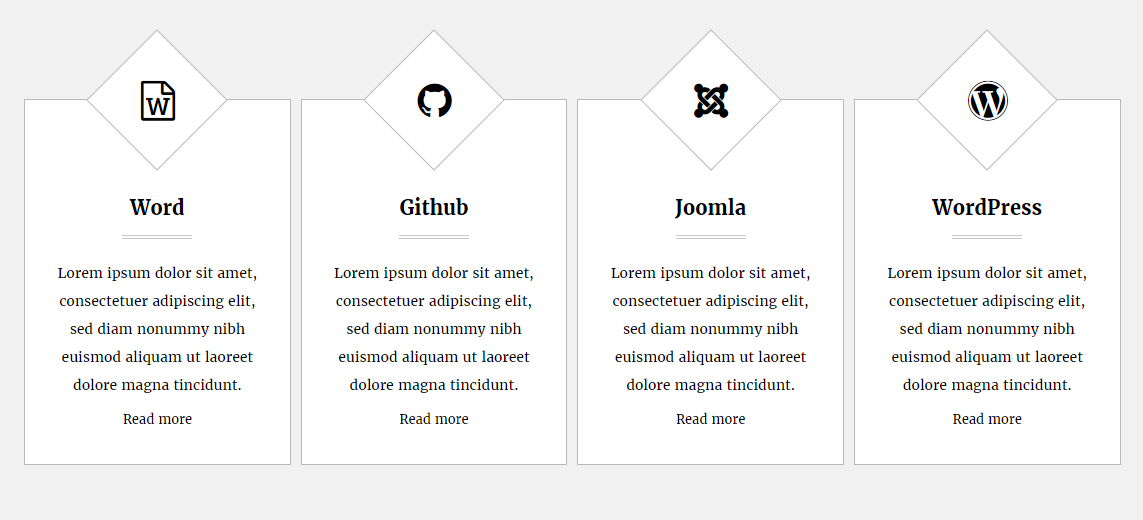 Word
Lorem ipsum dolor sit amet,
consectetuer adipiscing elit,
sed diam nonummy nibh
euismod aliquam ut laoreet
dolore magna tincidunt.
Read more
Github
Lorem ipsum dolor sit amet,
consectetuer adipiscing elit,
sed diam nonummy nibh
euismod aliquam ut laoreet
dolore magna tincidunt.
Read more
Joomla
Lorem ipsum dolor sit amet,
consectetuer adipiscing elit,
sed diam nonummy nibh
euismod aliquam ut laoreet
dolore magna tincidunt.
Read more
WordPress
Lorem ipsum dolor sit amet,
consectetuer adipiscing elit,
sed diam nonummy nibh
euismod aliquam ut laoreet
dolore magna tincidunt.
Read more